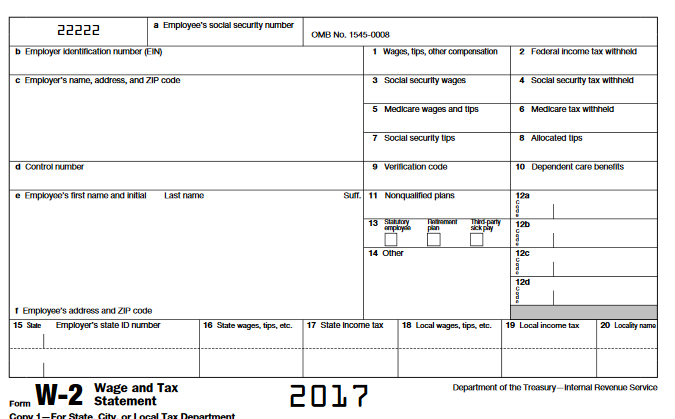 22222
a Employee's social security number
OMB No. 1545-0008
b Employer identification number (EIN)
1 Wages, tips, other compensation
2 Federal income tax withheld
c Employer's name, address, and ZIP code
3 Social security wages
4 Social security tax withheld
5 Medicare wages and tips
6 Medicare tax withheld
7 Social security tips
8 Allocated tips
d Control number
9 Verification code
10 Dependent care benefits
e Employee's first name and initial
Last name
Suff.
11 Nonqualified plans
12a
Code
13 Statutory employee
Retirement plan
Third-party sick pay
12b
Code
14 Other
12c
Code
12d
Code
f Employee's address and ZIP code
15 State
Employer's state ID number
16 State wages, tips, etc.
17 State income tax
18 Local wages, tips, etc.
19 Local income tax
20 Locality name
Form W-2 Wage and Tax Statement
2017
Department of the Treasury—Internal Revenue Service
Copy 1—For State, City, or Local Tax Department